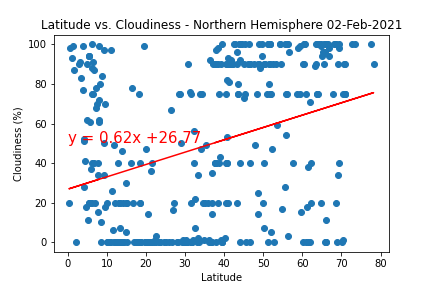 Latitude vs. Cloudiness - Northern Hemisphere 02-Feb-2021
100
80
60
40
20
0
Cloudiness (%)
y = 0.62x +26.77
0 10 20 30 40 50 60 70 80
Latitude